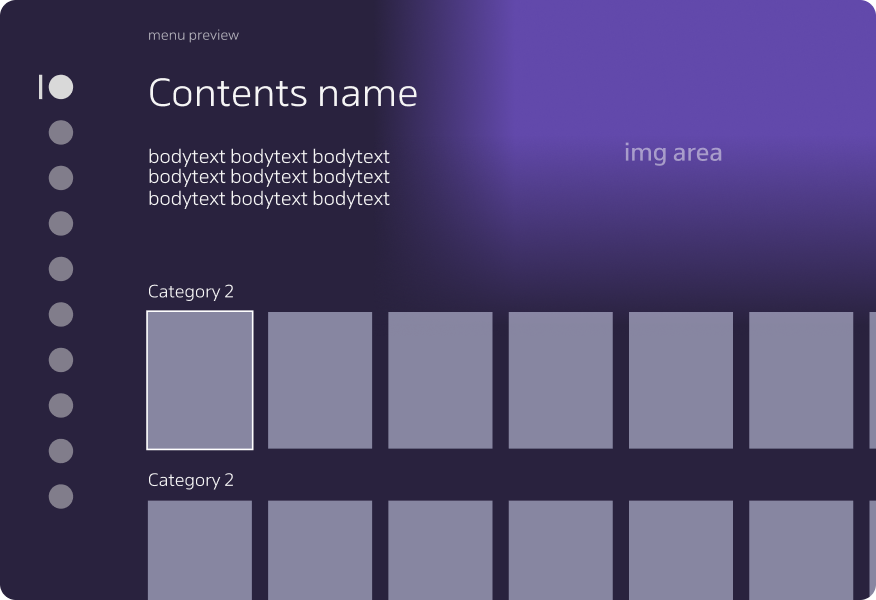 menu preview
Contents name
bodytext bodytext bodytext
bodytext bodytext bodytext
bodytext bodytext bodytext
img area
Category 2
Category 2